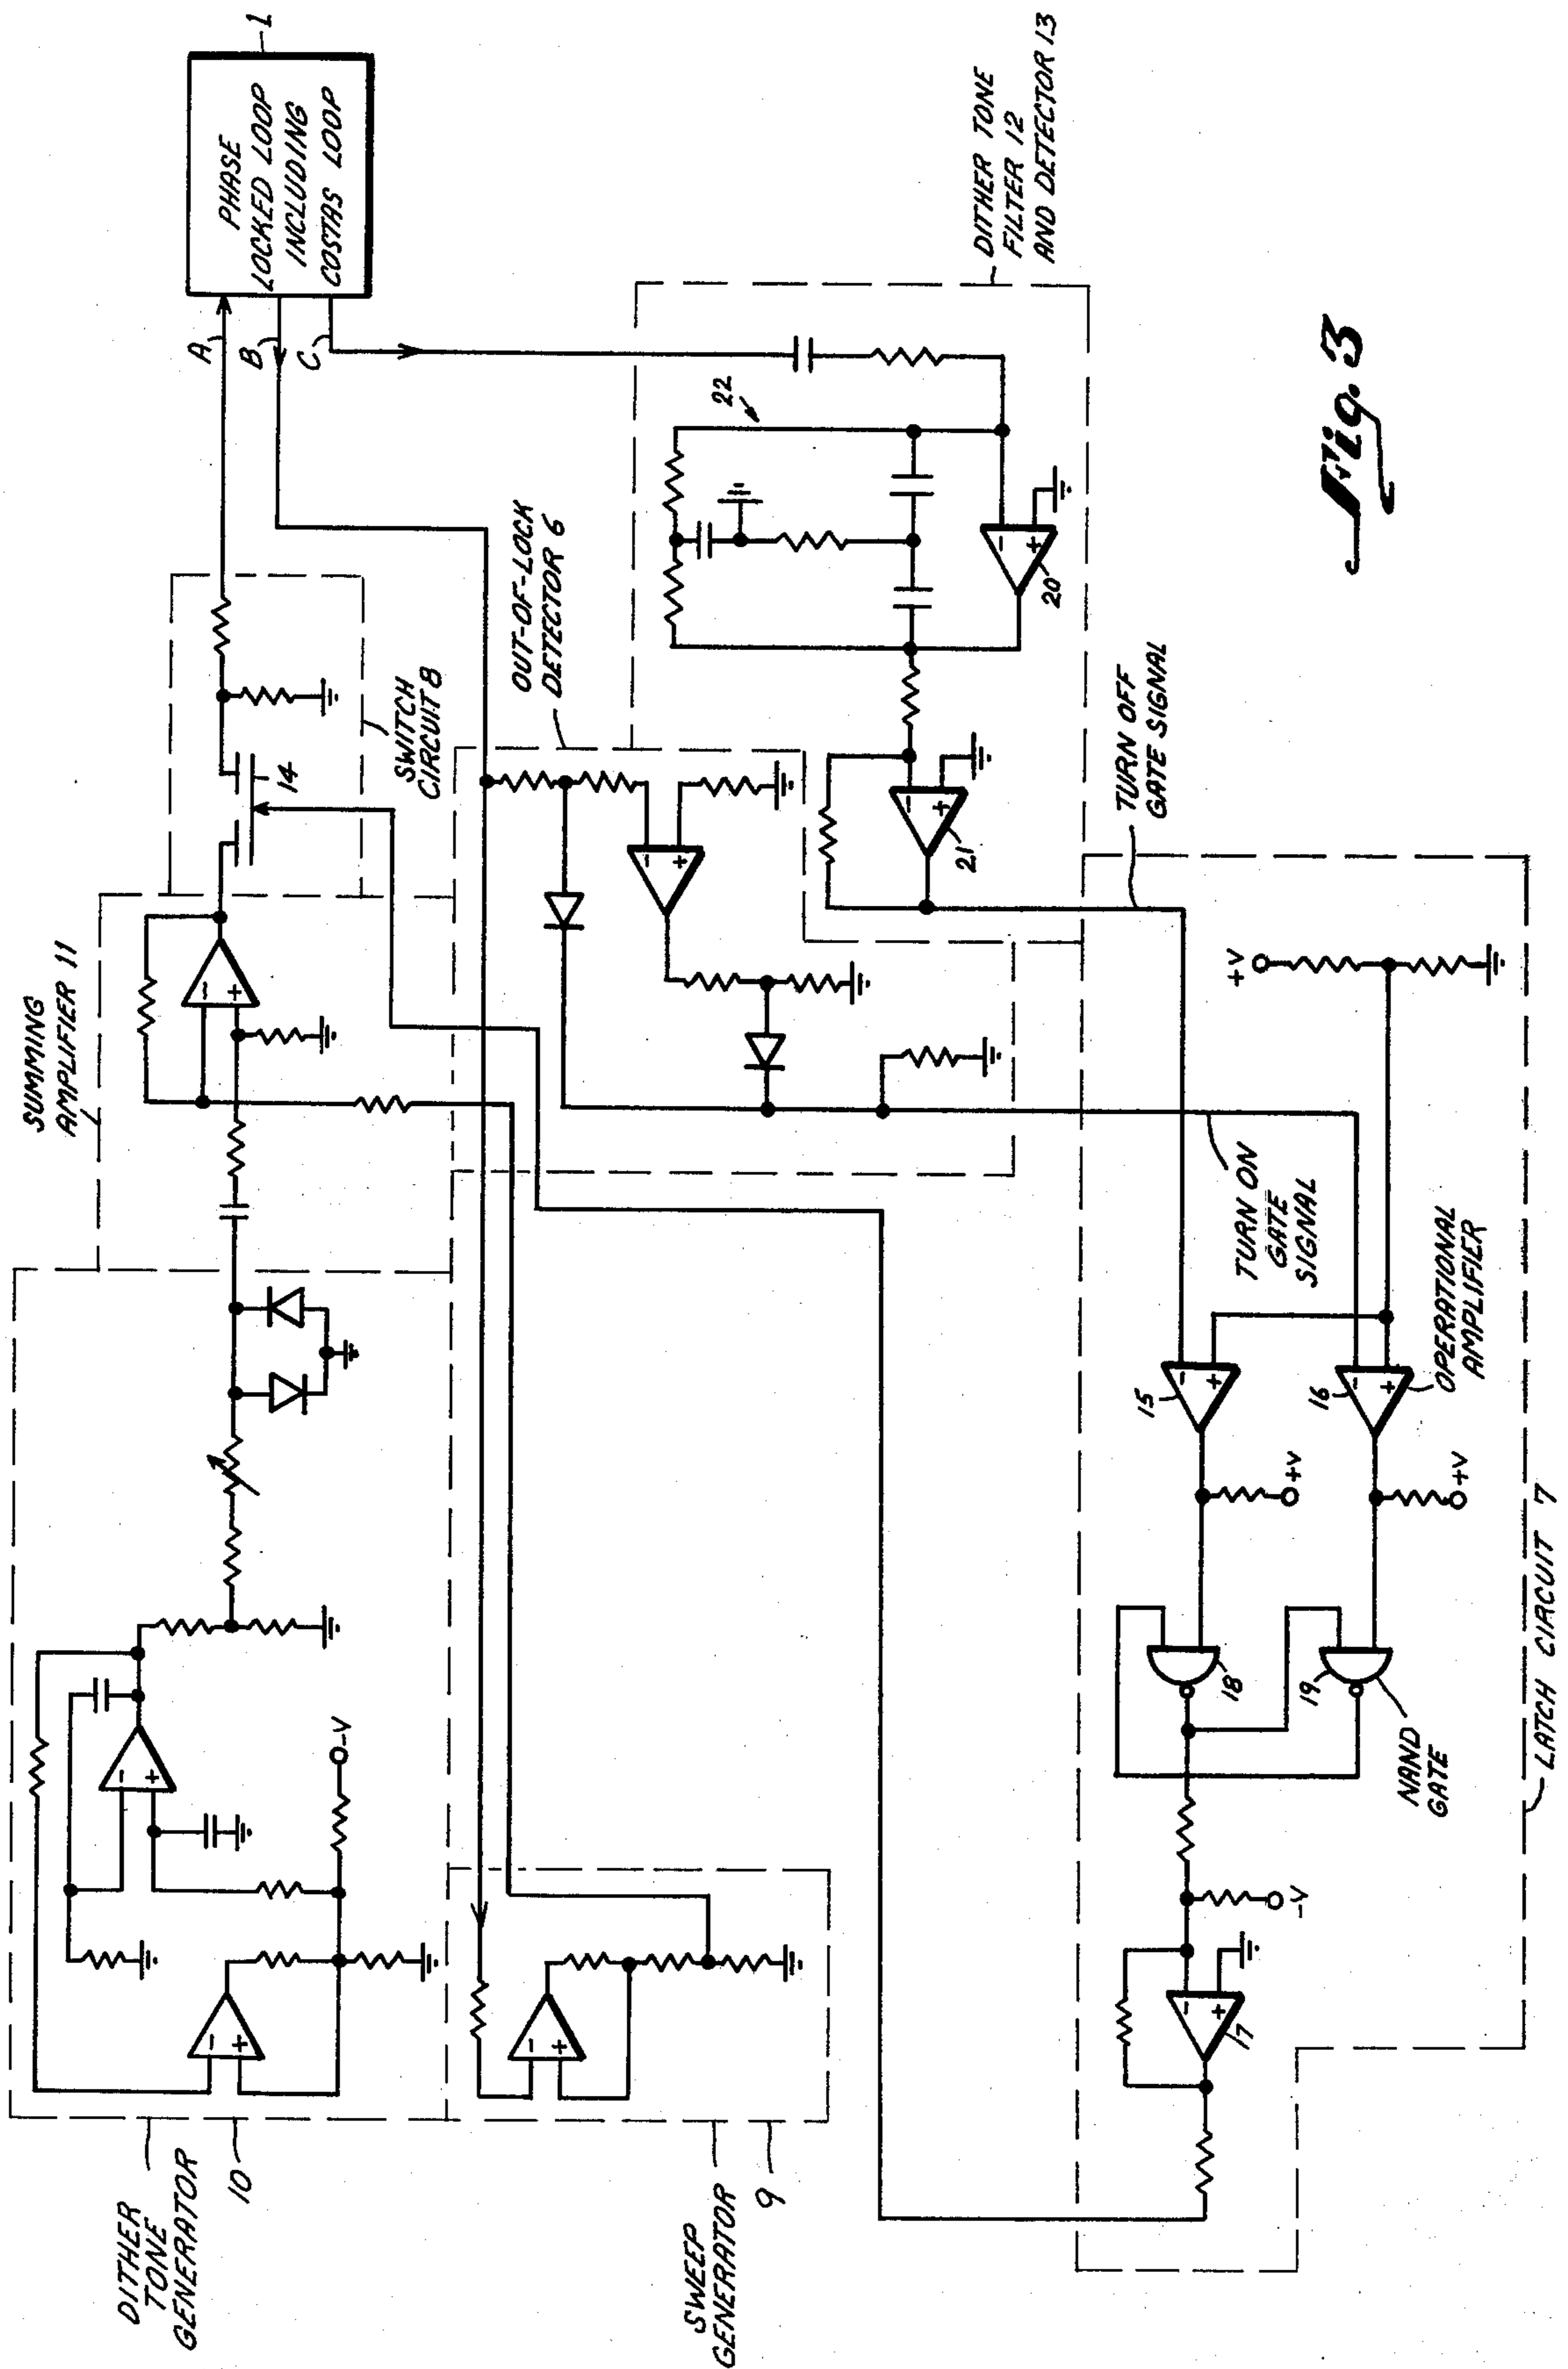 DITHER
TONE
GENERATOR
10
SUMMING
AMPLIFIER 11
SWITCH
CIRCUIT 8
14
A
B
C
PHASE
LOCKED LOOP
INCLUDING
COSTAS LOOP
1
-V
-
+
-
+
-
+
SWEEP
GENERATOR
9
-
+
OUT-OF-LOCK
DETECTOR 6
-
+
22
DITHER TONE
FILTER 12
AND DETECTOR 13
-
+
20
-
+
21
TURN OFF
GATE SIGNAL
TURN ON
GATE
SIGNAL
+V
15
-
+
16
-
+
OPERATIONAL
AMPLIFIER
+V
+V
18
19
NAND
GATE
-V
-
+
17
LATCH CIRCUIT 7
Fig. 3